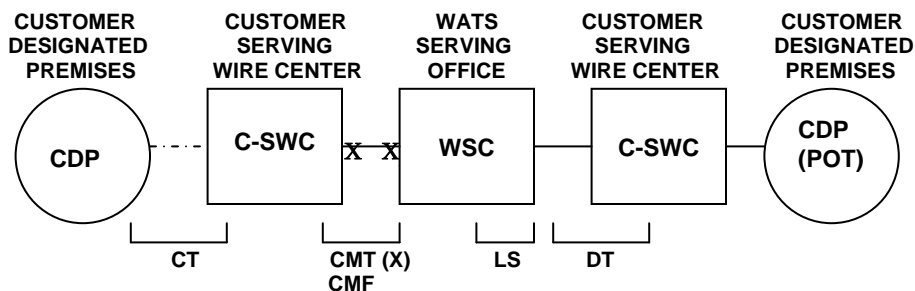 CUSTOMER
DESIGNATED
PREMISES
CUSTOMER
SERVING
WIRE CENTER
WATS
SERVING
OFFICE
CUSTOMER
SERVING
WIRE CENTER
CUSTOMER
DESIGNATED
PREMISES
CDP
C-SWC
X X
WSC
C-SWC
CDP
(POT)
CT
CMT (X)
CMF
LS
DT